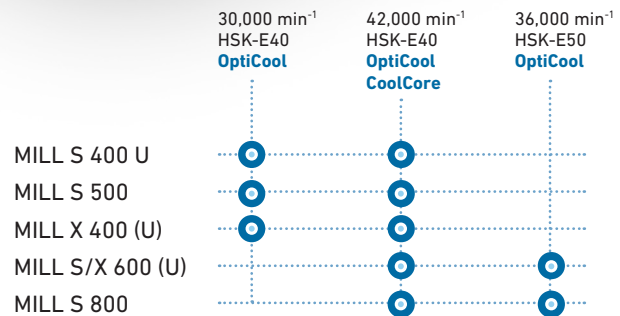 30,000 min⁻¹
HSK-E40
OptiCool
42,000 min⁻¹
HSK-E40
OptiCool
CoolCore
36,000 min⁻¹
HSK-E50
OptiCool
MILL S 400 U
MILL S 500
MILL X 400 (U)
MILL S/X 600 (U)
MILL S 800